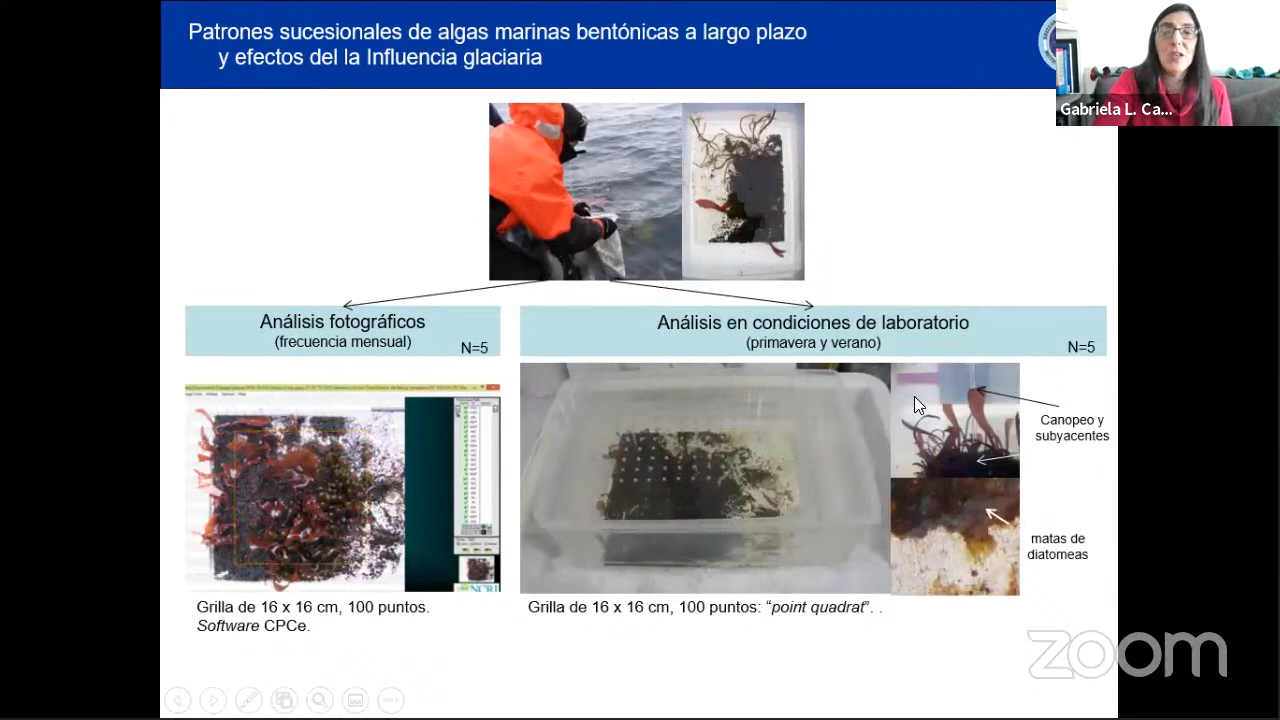 Patrones sucesionales de algas marinas bentónicas a largo plazo
y efectos del la Influencia glaciaria
Gabriela L. Ca...
Análisis fotográficos
(frecuencia mensual)
N=5
Análisis en condiciones de laboratorio
(primavera y verano)
N=5
Canopeo y
subyacentes
matas de
diatomeas
NCRI
Grilla de 16 x 16 cm, 100 puntos.
Software CPCe.
Grilla de 16 x 16 cm, 100 puntos: “point quadrat”. .
zoom